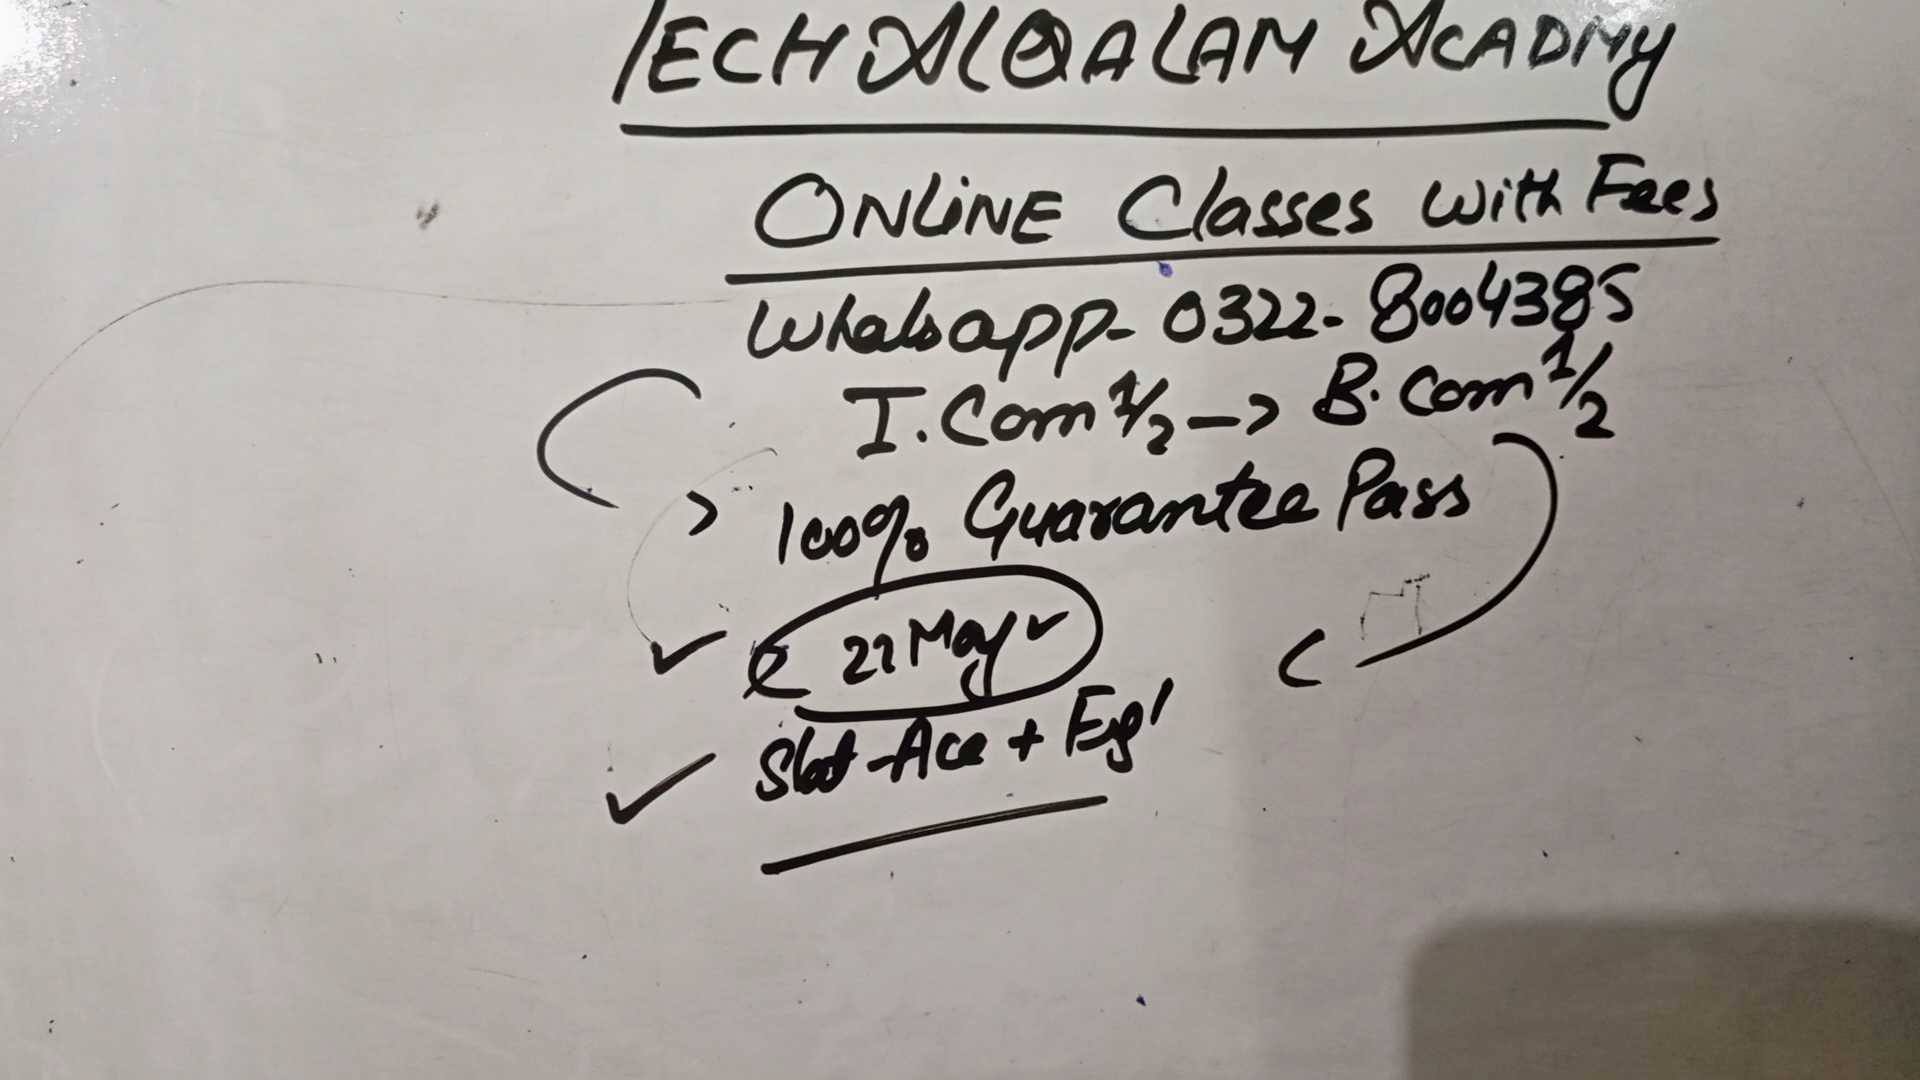 TECH ALQALAM ACADMY
ONLINE Classes with Fees
Whatsapp- 0322-8004385
I.Com 1/2 -> B.Com 1/2
100% Guarantee Pass
22 May
Acc + Eng